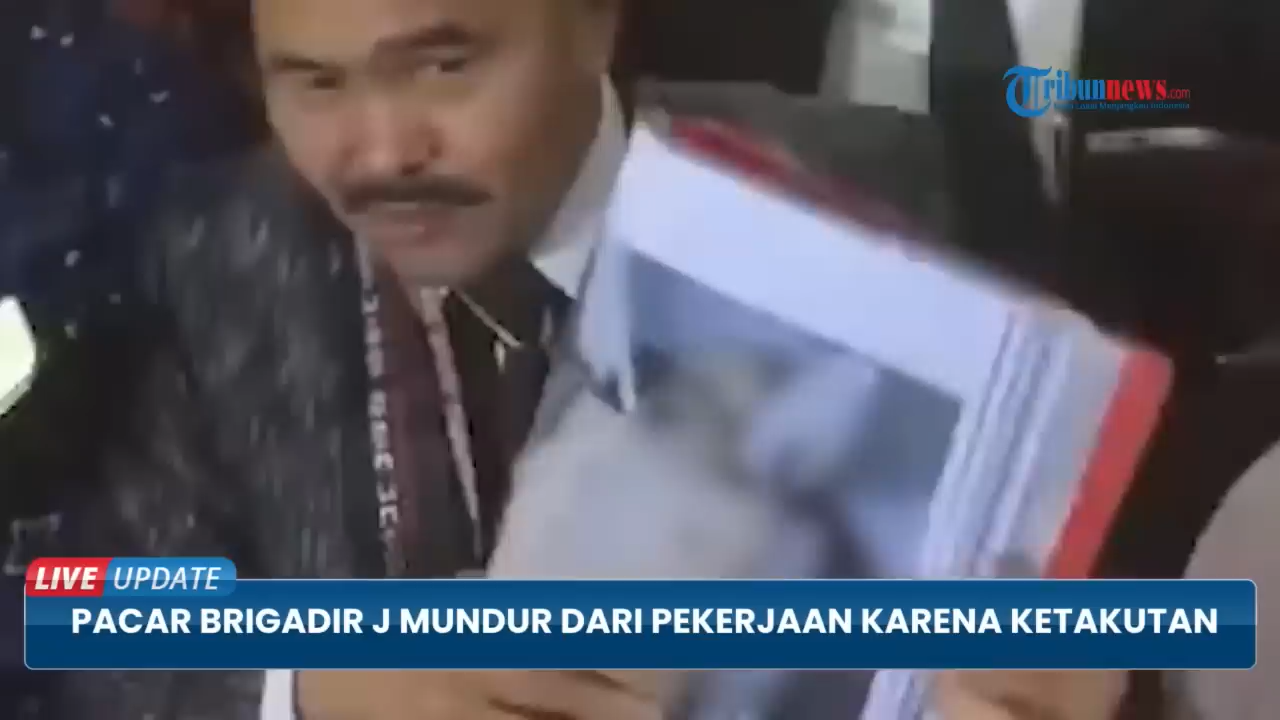 Tribunnews.com
LIVE UPDATE
PACAR BRIGADIR J MUNDUR DARI PEKERJAAN KARENA KETAKUTAN